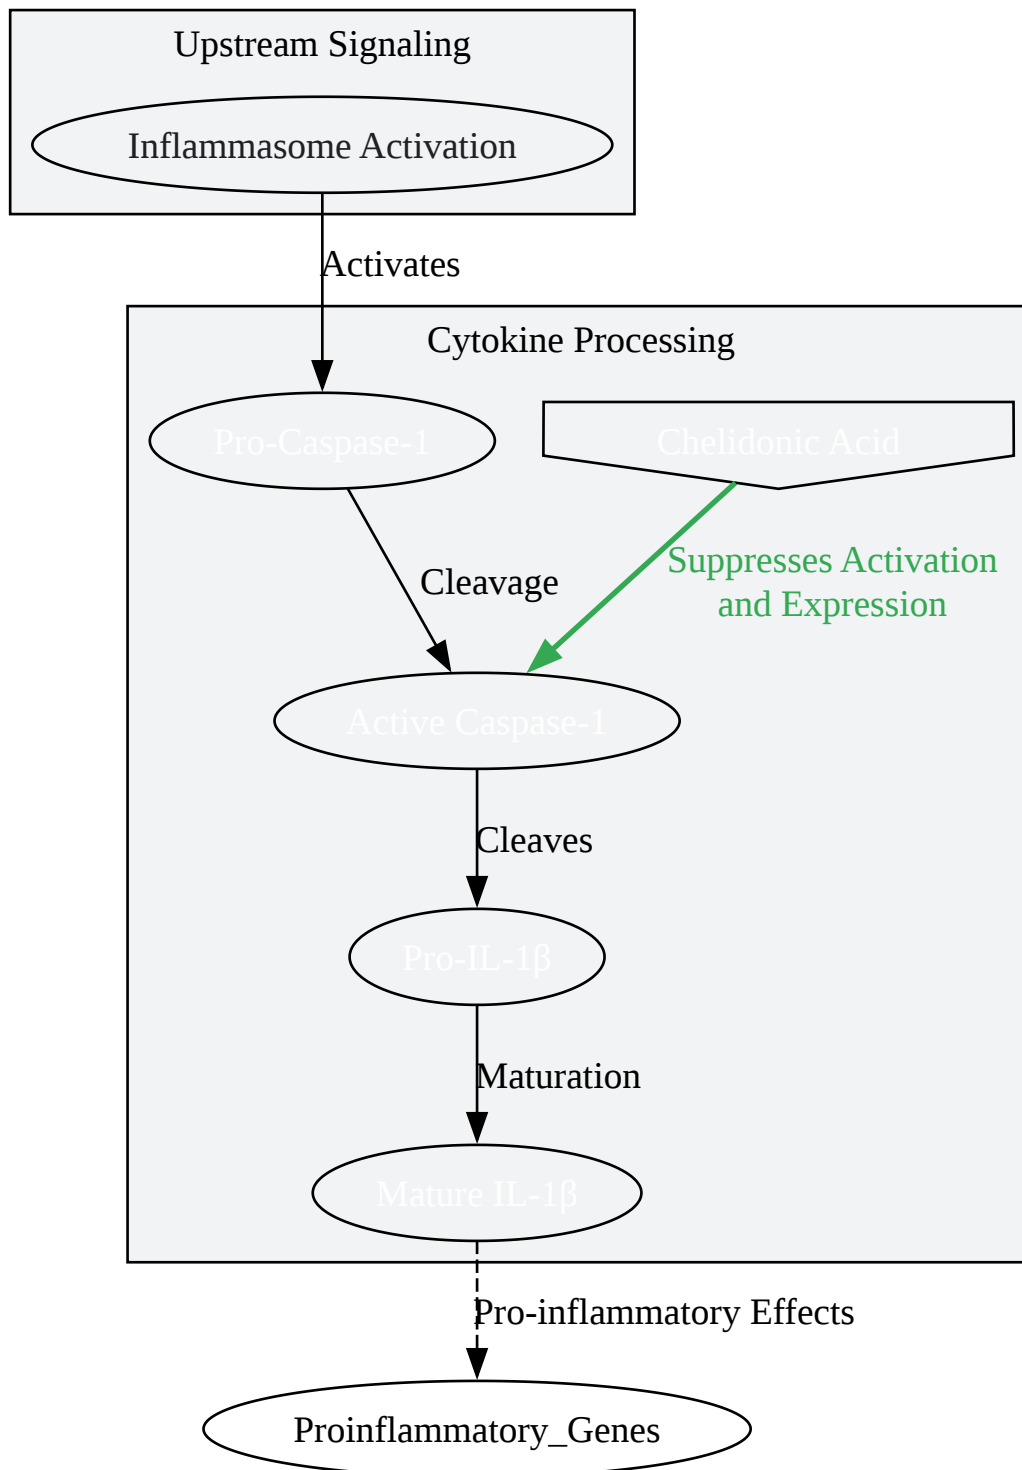 Upstream Signaling
Inflammasome Activation
Activates
Cytokine Processing
Pro-Caspase-1
Chelidonic Acid
Suppresses Activation
and Expression
Cleavage
Active Caspase-1
Cleaves
Pro-IL-1β
Maturation
Mature IL-1β
Pro-inflammatory Effects
Proinflammatory_Genes